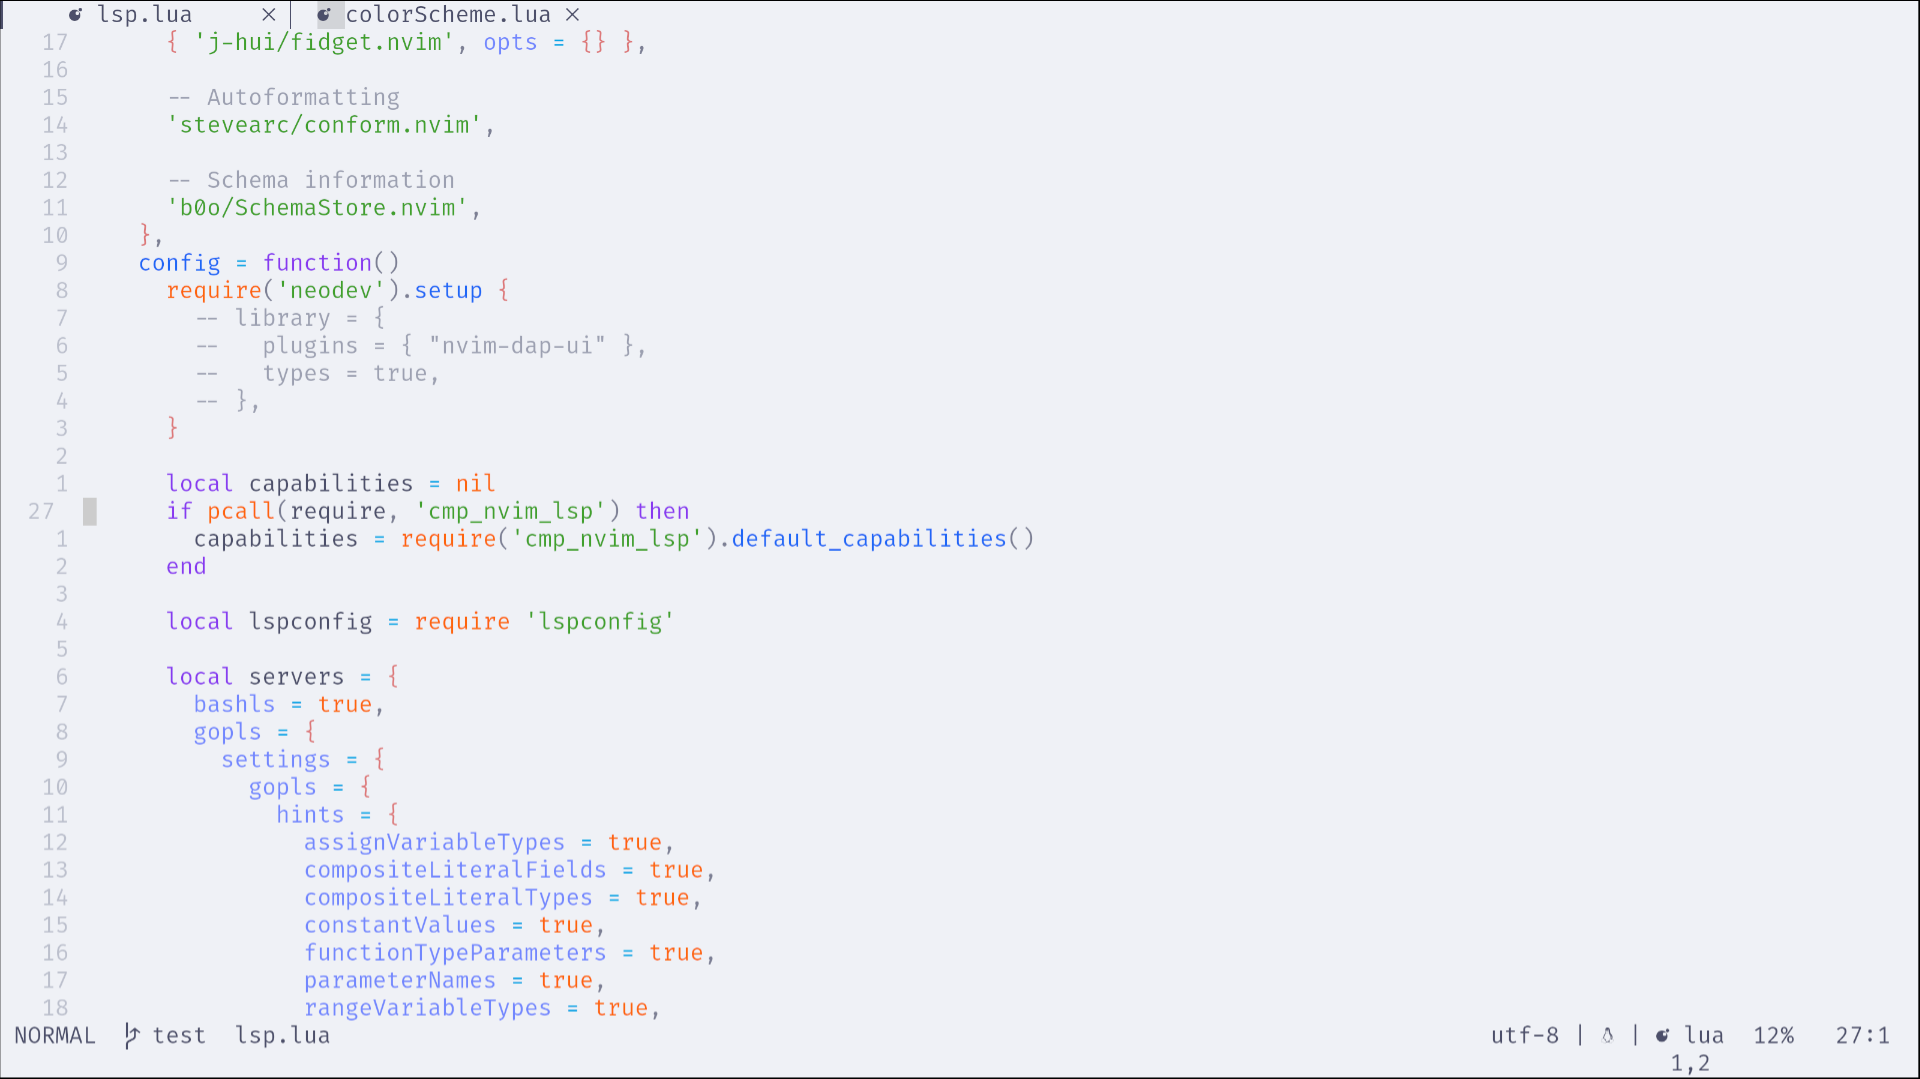 lsp.lua × colorScheme.lua ×
17 { 'j-hui/fidget.nvim', opts = {} },
16
15 -- Autoformatting
14 'stevearc/conform.nvim',
13
12 -- Schema information
11 'b0o/SchemaStore.nvim',
10 },
9 config = function()
8 require('neodev').setup {
7 -- library = {
6 --   plugins = { "nvim-dap-ui" },
5 --   types = true,
4 -- },
3 }
2
1 local capabilities = nil
27 if pcall(require, 'cmp_nvim_lsp') then
1 capabilities = require('cmp_nvim_lsp').default_capabilities()
2 end
3
4 local lspconfig = require 'lspconfig'
5
6 local servers = {
7 bashls = true,
8 gopls = {
9 settings = {
10 gopls = {
11 hints = {
12 assignVariableTypes = true,
13 compositeLiteralFields = true,
14 compositeLiteralTypes = true,
15 constantValues = true,
16 functionTypeParameters = true,
17 parameterNames = true,
18 rangeVariableTypes = true,
NORMAL test lsp.lua utf-8 | | lua 12% 27:1
1,2